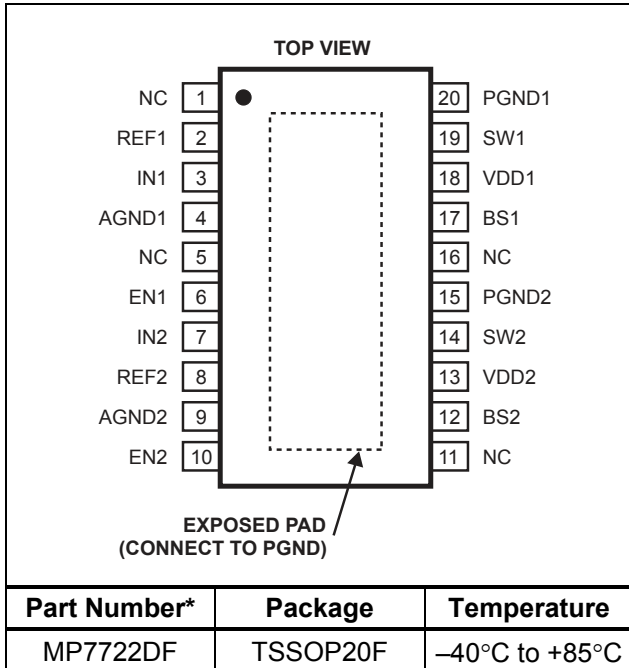 TOP VIEW
NC 1 20 PGND1
REF1 2 19 SW1
IN1 3 18 VDD1
AGND1 4 17 BS1
NC 5 16 NC
EN1 6 15 PGND2
IN2 7 14 SW2
REF2 8 13 VDD2
AGND2 9 12 BS2
EN2 10 11 NC
EXPOSED PAD
(CONNECT TO PGND)
Part Number* Package Temperature
MP7722DF TSSOP20F –40°C to +85°C